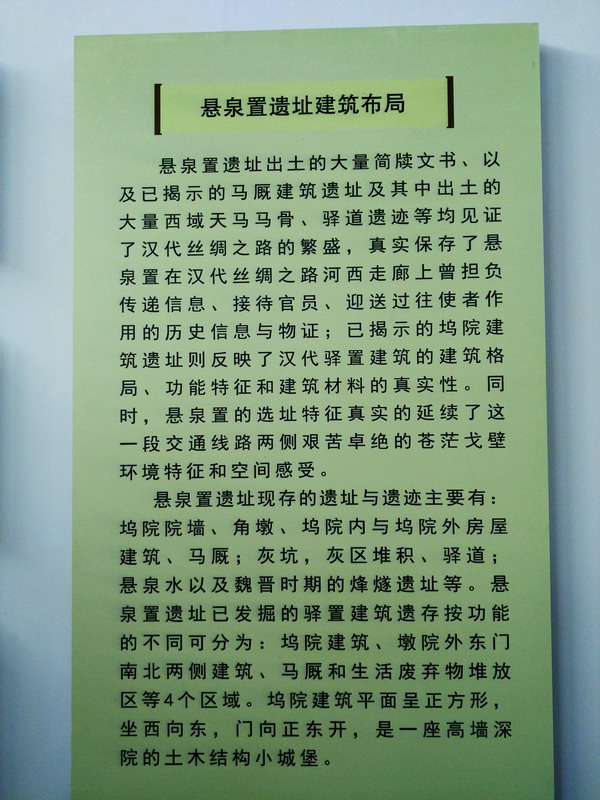 悬泉置遗址建筑布局
悬泉置遗址出土的大量简牍文书、以
及已揭示的马厩建筑遗址及其中出土的
大量西域天马马骨、驿道遗迹等均见证
了汉代丝绸之路的繁盛，真实保存了悬
泉置在汉代丝绸之路河西走廊上曾担负
传递信息、接待官员、迎送过往使者作
用的历史信息与物证；已揭示的坞院建
筑遗址则反映了汉代驿置建筑的建筑格
局、功能特征和建筑材料的真实性。同
时，悬泉置的选址特征真实的延续了这
一段交通线路两侧艰苦卓绝的苍茫戈壁
环境特征和空间感受。
悬泉置遗址现存的遗址与遗迹主要有：
坞院院墙、角墩、坞院内与坞院外房屋
建筑、马厩；灰坑，灰区堆积、驿道；
悬泉水以及魏晋时期的烽燧遗址等。悬
泉置遗址已发掘的驿置建筑遗存按功能
的不同可分为：坞院建筑、墩院外东门
南北两侧建筑、马厩和生活废弃物堆放
区等4个区域。坞院建筑平面呈正方形，
坐西向东，门向正东开，是一座高墙深
院的土木结构小城堡。